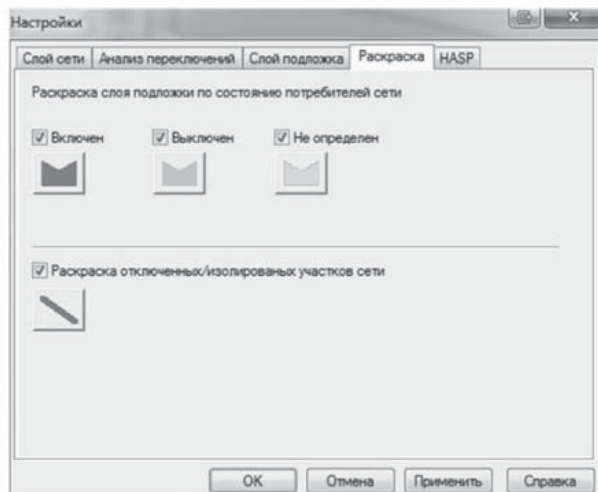 Настройки
Слой сети Анализ переключений Слой подложка Раскраска HASP
Раскраска слоя подложки по состоянию потребителей сети
Включен Выключен Не определен
Раскраска отключенных/изолированых участков сети
OK Отмена Применить Справка